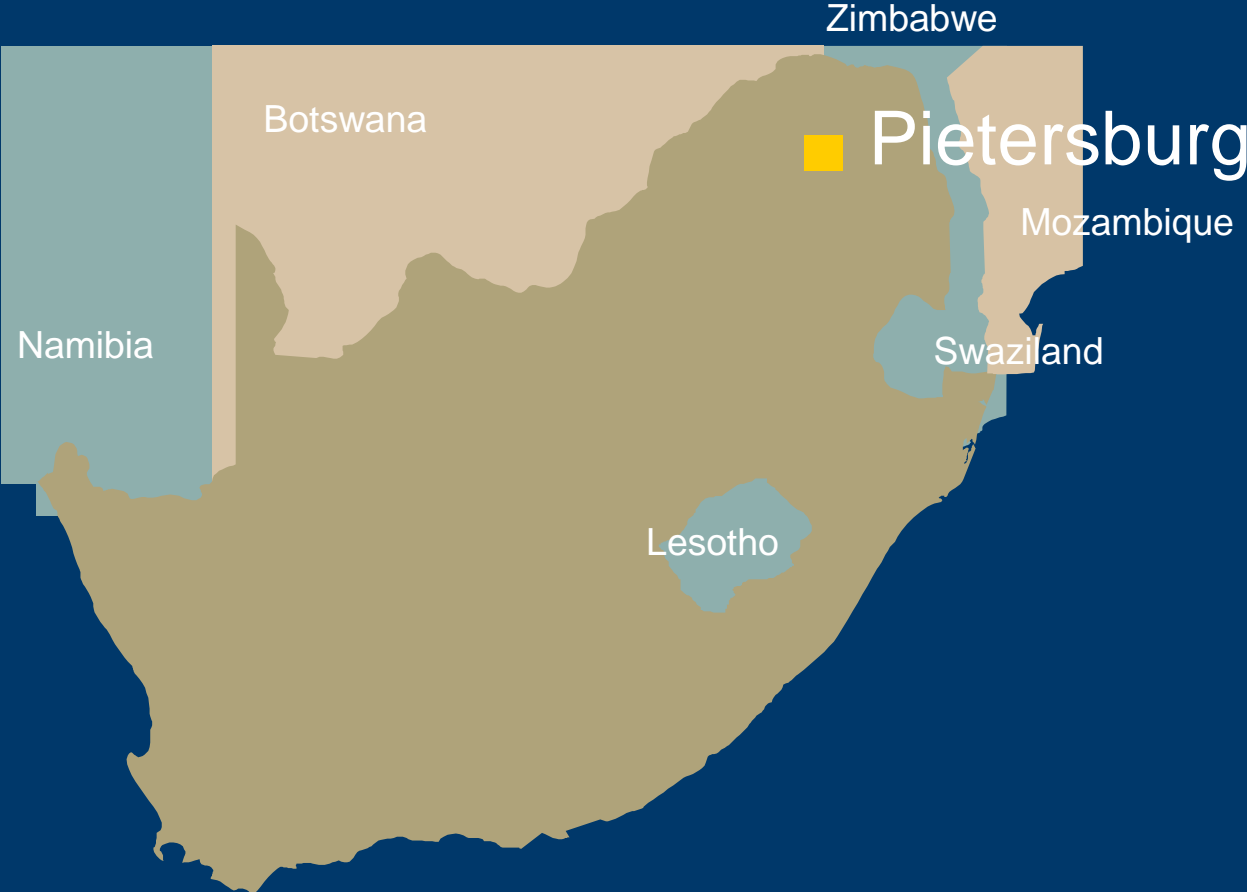 Zimbabwe
Botswana
Pietersburg
Mozambique
Namibia
Swaziland
Lesotho